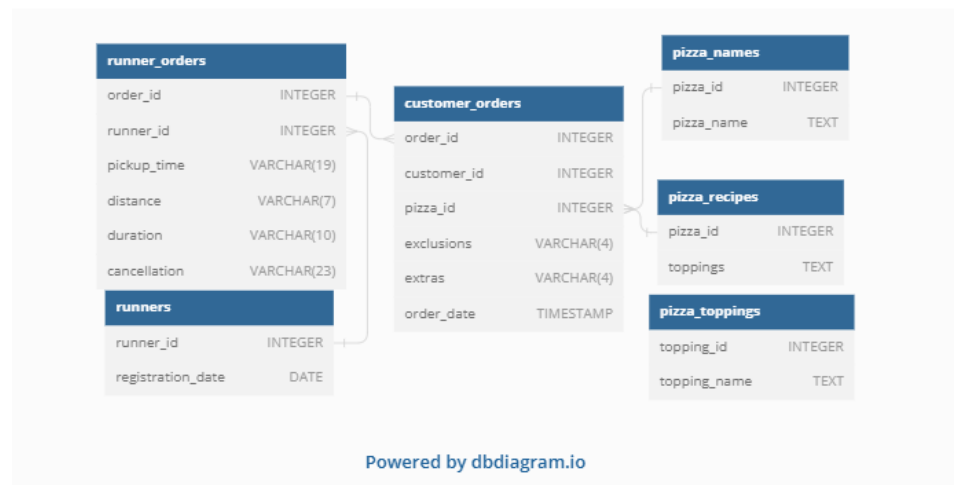 runner_orders
order_id INTEGER
runner_id INTEGER
pickup_time VARCHAR(19)
distance VARCHAR(7)
duration VARCHAR(10)
cancellation VARCHAR(23)
runners
runner_id INTEGER
registration_date DATE
customer_orders
order_id INTEGER
customer_id INTEGER
pizza_id INTEGER
exclusions VARCHAR(4)
extras VARCHAR(4)
order_date TIMESTAMP
pizza_names
pizza_id INTEGER
pizza_name TEXT
pizza_recipes
pizza_id INTEGER
toppings TEXT
pizza_toppings
topping_id INTEGER
topping_name TEXT
Powered by dbdiagram.io